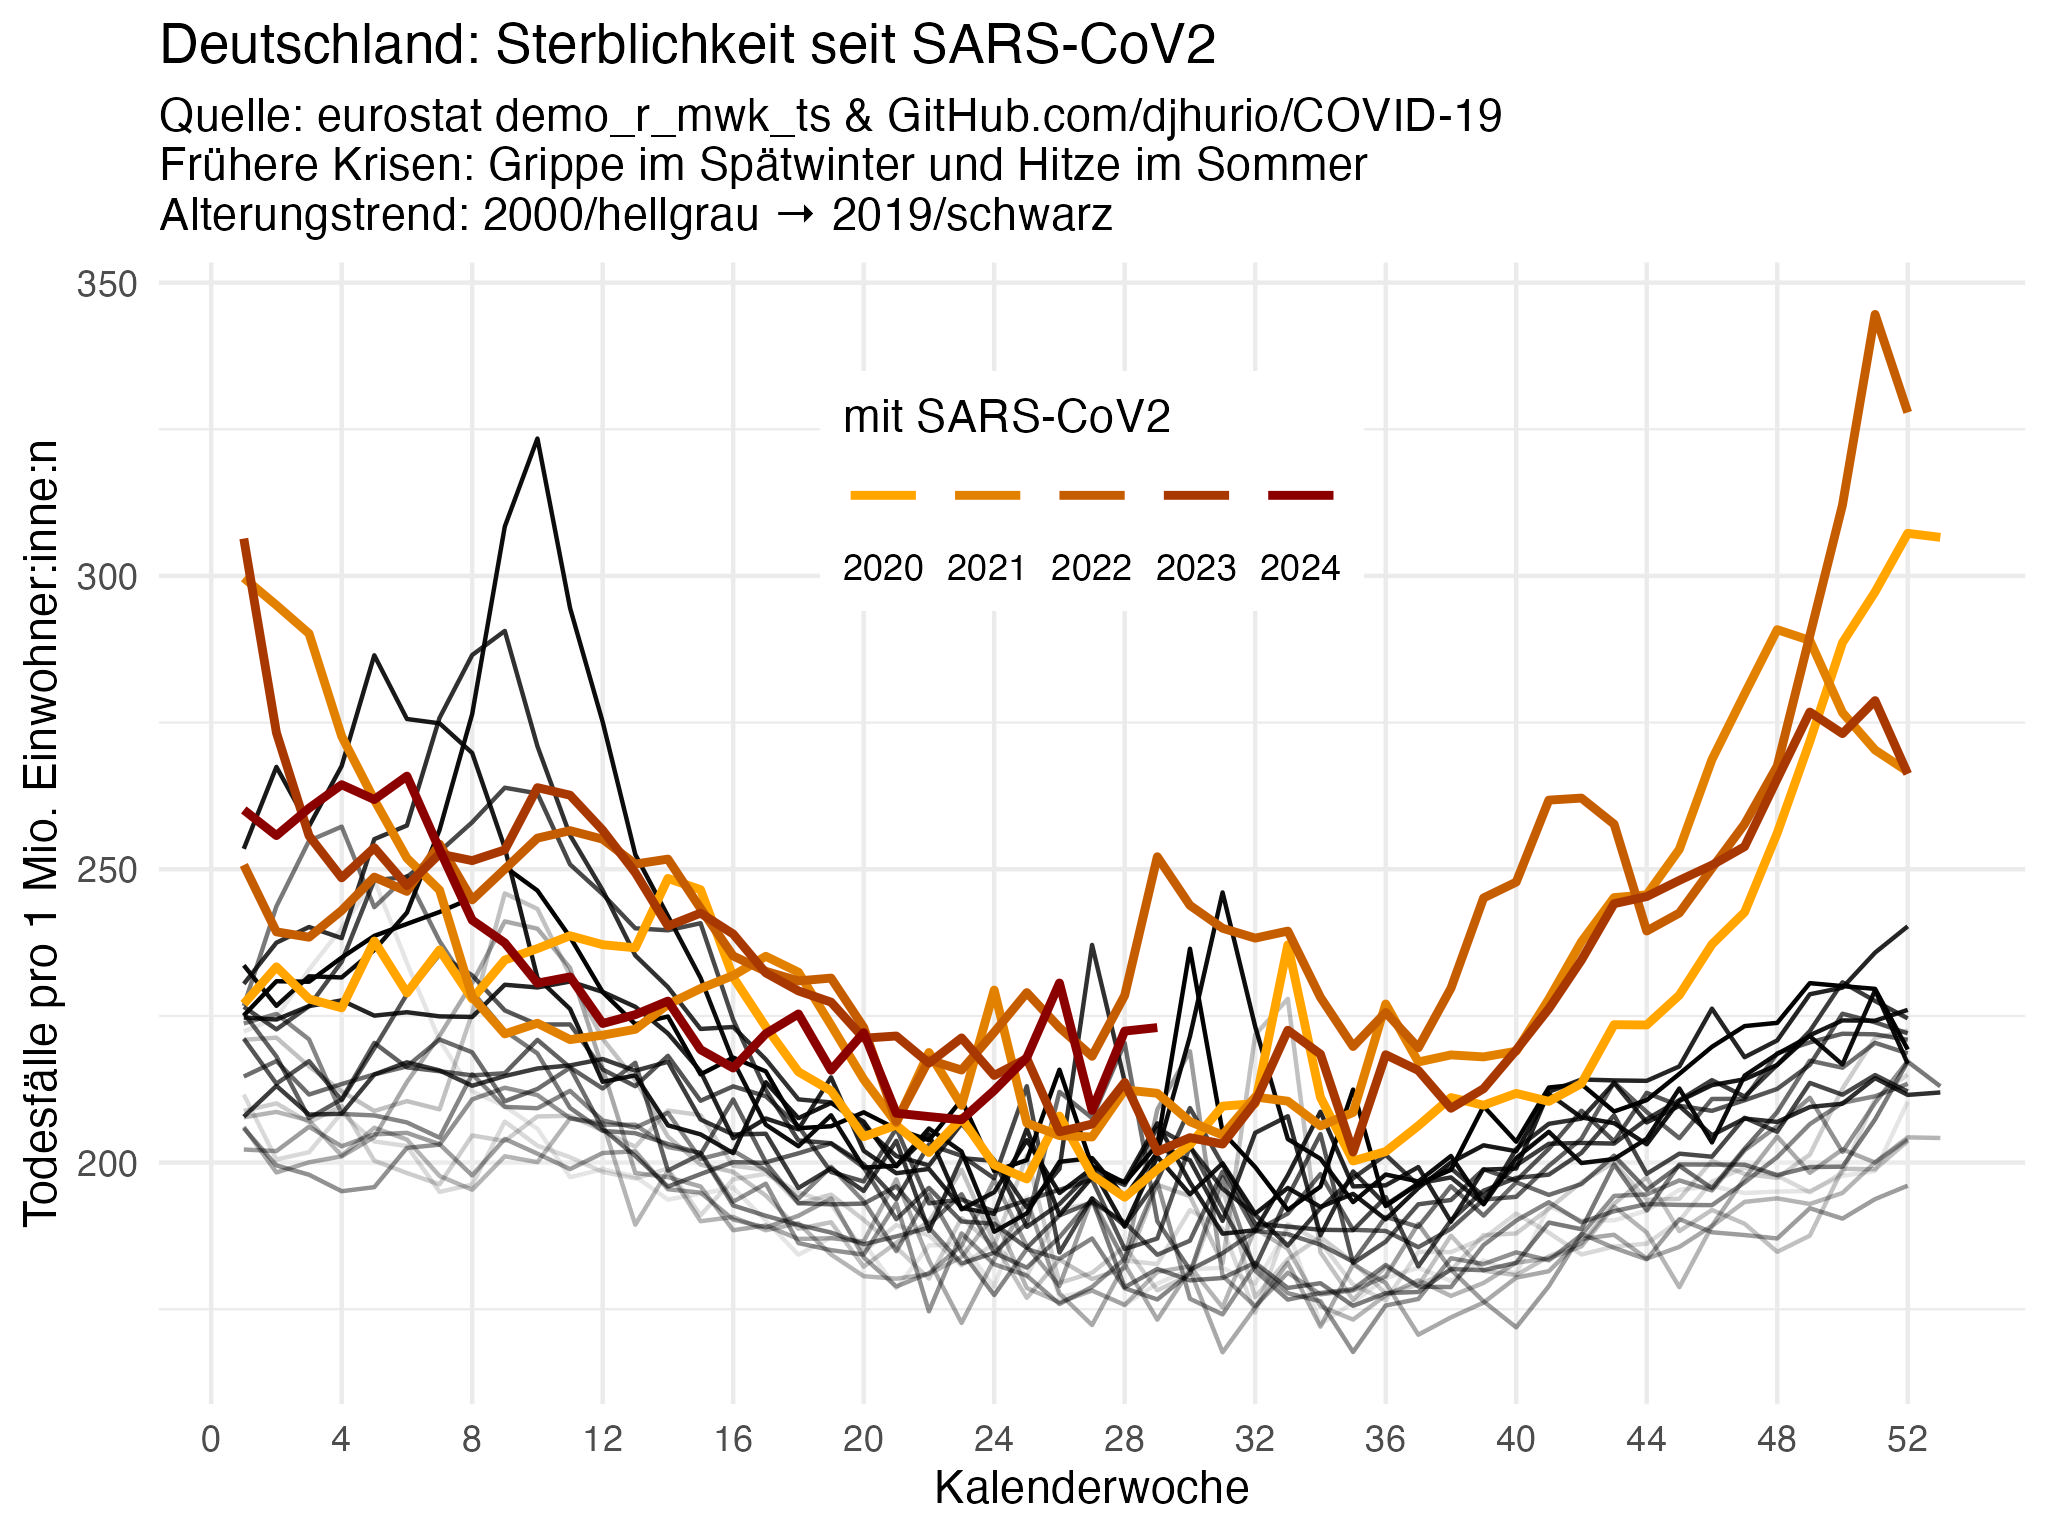 Deutschland: Sterblichkeit seit SARS-CoV2
Quelle: eurostat demo_r_mwk_ts & GitHub.com/djhurio/COVID-19
Frühere Krisen: Grippe im Spätwinter und Hitze im Sommer
Alterungstrend: 2000/hellgrau → 2019/schwarz
Todesfälle pro 1 Mio. Einwohner:inne:n
350
300
250
200
mit SARS-CoV2
2020 2021 2022 2023 2024
0 4 8 12 16 20 24 28 32 36 40 44 48 52
Kalenderwoche